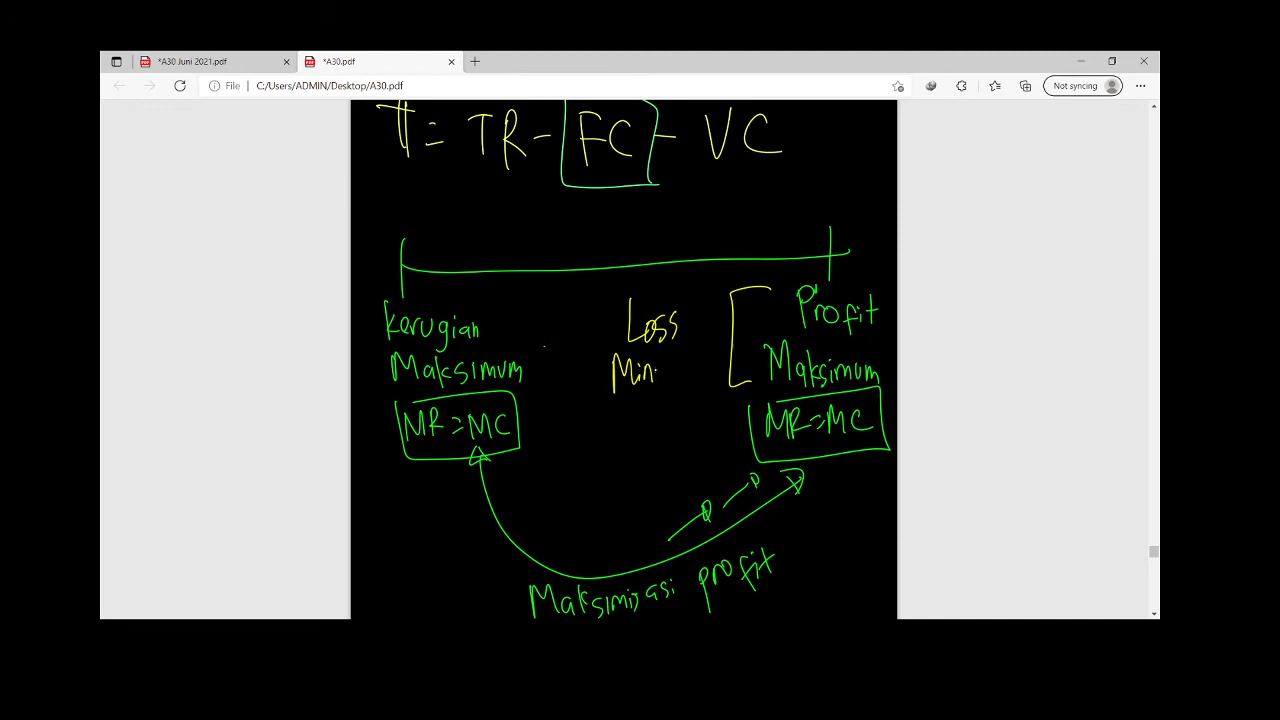 *A30 Juni 2021.pdf
*A30.pdf
File
C:/Users/ADMIN/Desktop/A30.pdf
Not syncing
π = TR - FC - VC
Kerugian
Maksimum
MR = MC
Loss
Min
Profit
Maksimum
MR = MC
Maksimisasi profit